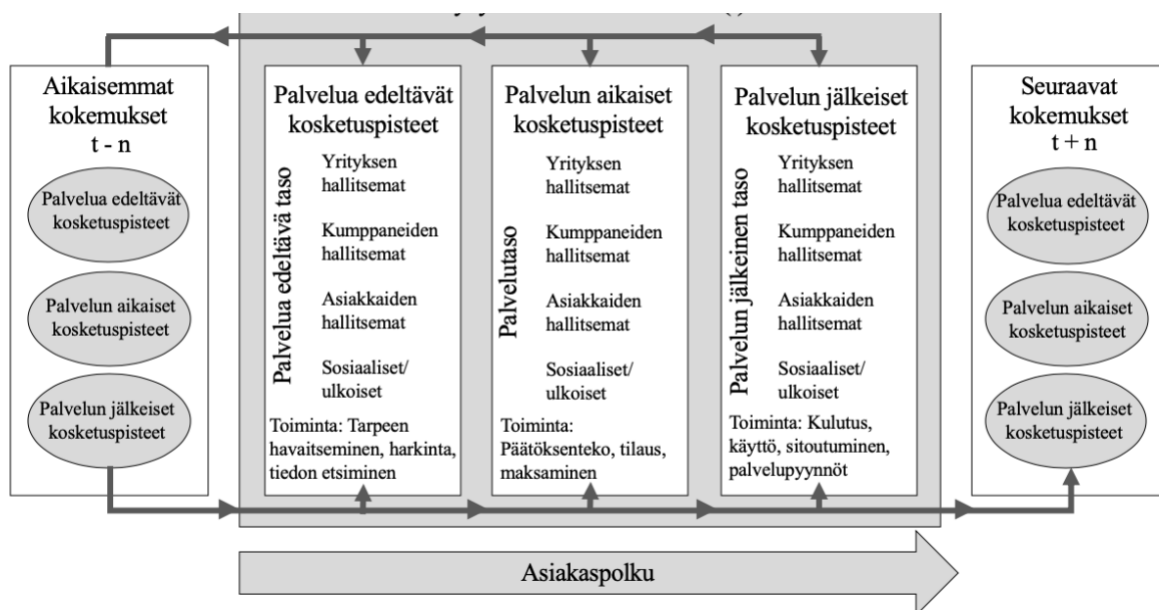 Aikaisemmat
kokemukset
t - n
Palvelua edeltävät
kosketuspisteet
Palvelun aikaiset
kosketuspisteet
Palvelun jälkeiset
kosketuspisteet
Palvelua edeltävät
kosketuspisteet
Palvelua edeltävä taso
Yrityksen
hallitsemat
Kumppaneiden
hallitsemat
Asiakkaiden
hallitsemat
Sosiaaliset/
ulkoiset
Toiminta: Tarpeen
havaitseminen, harkinta,
tiedon etsiminen
Palvelun aikaiset
kosketuspisteet
Palvelutaso
Yrityksen
hallitsemat
Kumppaneiden
hallitsemat
Asiakkaiden
hallitsemat
Sosiaaliset/
ulkoiset
Toiminta:
Päätöksenteko, tilaus,
maksaminen
Palvelun jälkeiset
kosketuspisteet
Palvelun jälkeinen taso
Yrityksen
hallitsemat
Kumppaneiden
hallitsemat
Asiakkaiden
hallitsemat
Sosiaaliset/
ulkoiset
Toiminta: Kulutus,
käyttö, sitoutuminen,
palvelupyynnöt
Seuraavat
kokemukset
t + n
Palvelua edeltävät
kosketuspisteet
Palvelun aikaiset
kosketuspisteet
Palvelun jälkeiset
kosketuspisteet
Asiakaspolku